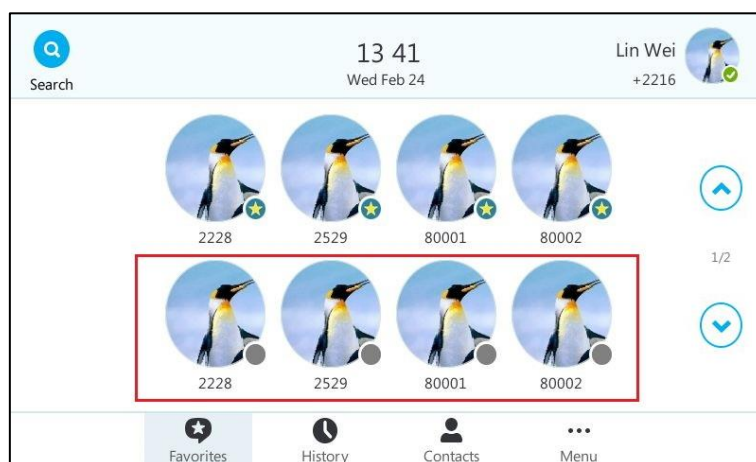 Search
13 41
Wed Feb 24
Lin Wei
+2216
2228 2529 80001 80002
1/2
2228 2529 80001 80002
Favorites History Contacts Menu